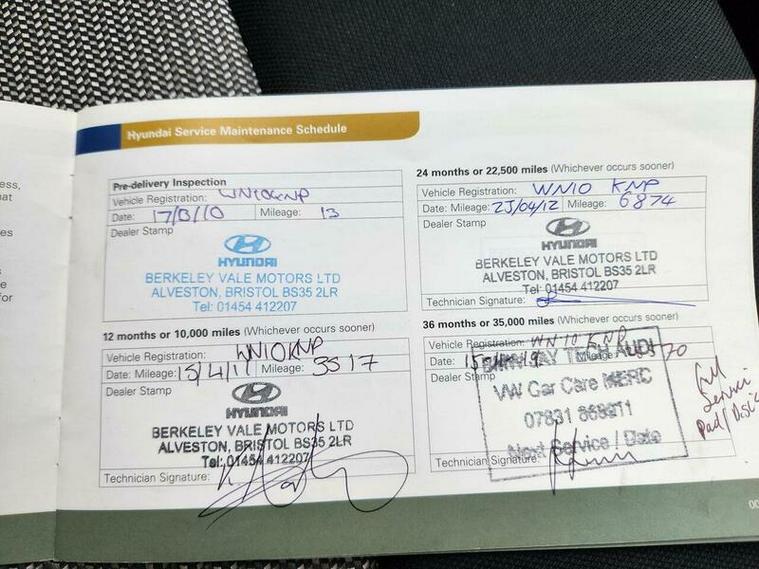 Hyundai Service Maintenance Schedule
Pre-delivery Inspection
Vehicle Registration: WN10KNP
Date: Mileage: 13
Dealer Stamp
HYUNDAI
BERKELEY VALE MOTORS LTD
ALVESTON, BRISTOL BS35 2LR
Tel: 01454 412207
12 months or 10,000 miles (Whichever occurs sooner)
Vehicle Registration: WN10KNP
Date: Mileage: 15/4/11 Mileage: 3517
Dealer Stamp
HYUNDAI
BERKELEY VALE MOTORS LTD
ALVESTON, BRISTOL BS35 2LR
Tel: 01454 412207
Technician Signature:
24 months or 22,500 miles (Whichever occurs sooner)
Vehicle Registration: WN10 KNP
Date: Mileage: 25/04/12 Mileage: 6874
Dealer Stamp
HYUNDAI
BERKELEY VALE MOTORS LTD
ALVESTON, BRISTOL BS35 2LR
Tel: 01454 412207
Technician Signature:
36 months or 35,000 miles (Whichever occurs sooner)
Vehicle Registration: WN10 KNP
Date: Mileage:
AUDI
Dealer Stamp
VW Car Care MERC
07831
Next Service / Date
Technician Signature:
Full
Service
Pad/Disc